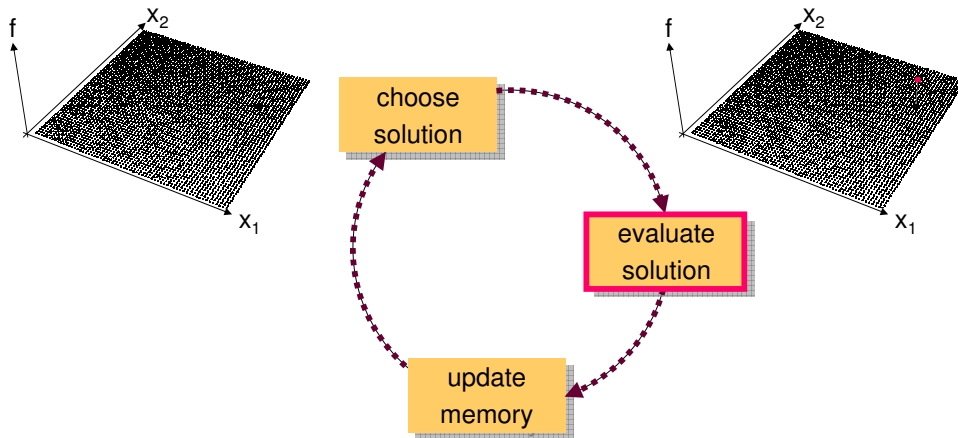 f
x2
x1
choose
solution
evaluate
solution
update
memory
f
x2
x1